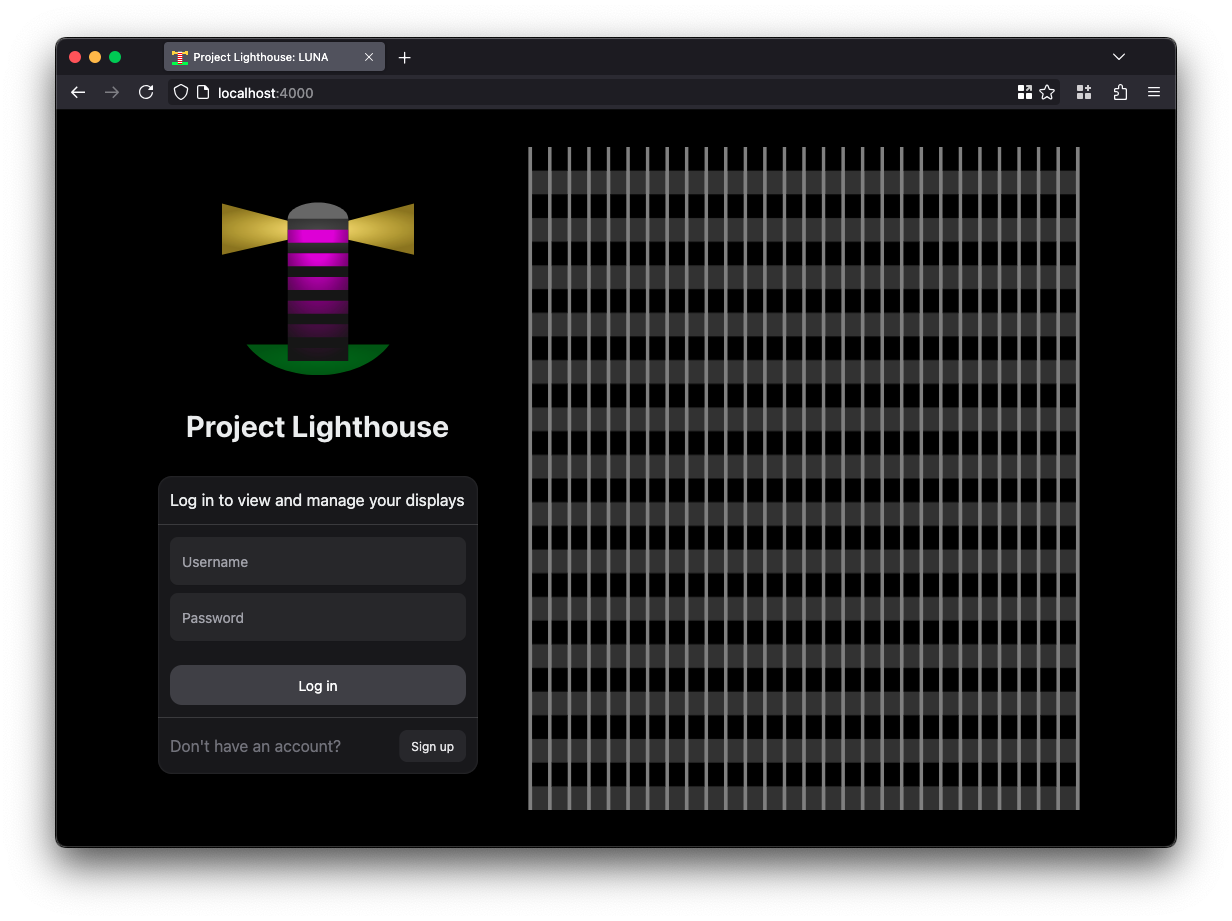 Project Lighthouse: LUNA
localhost:4000
Project Lighthouse
Log in to view and manage your displays
Username
Password
Log in
Don't have an account?
Sign up